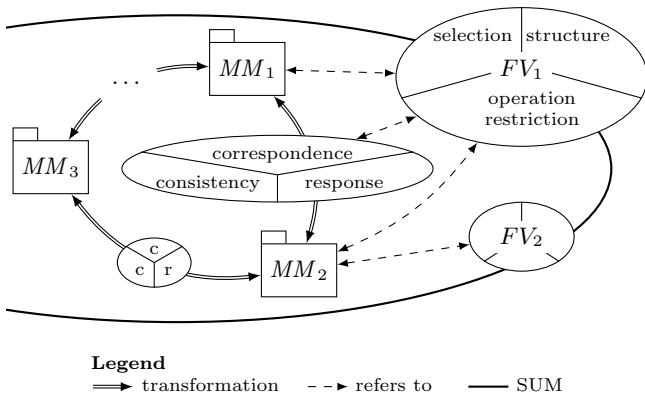 selection structure
FV1
operation
restriction
MM1
...
correspondence
consistency response
MM3
FV2
c
c r
MM2
Legend
transformation refers to SUM